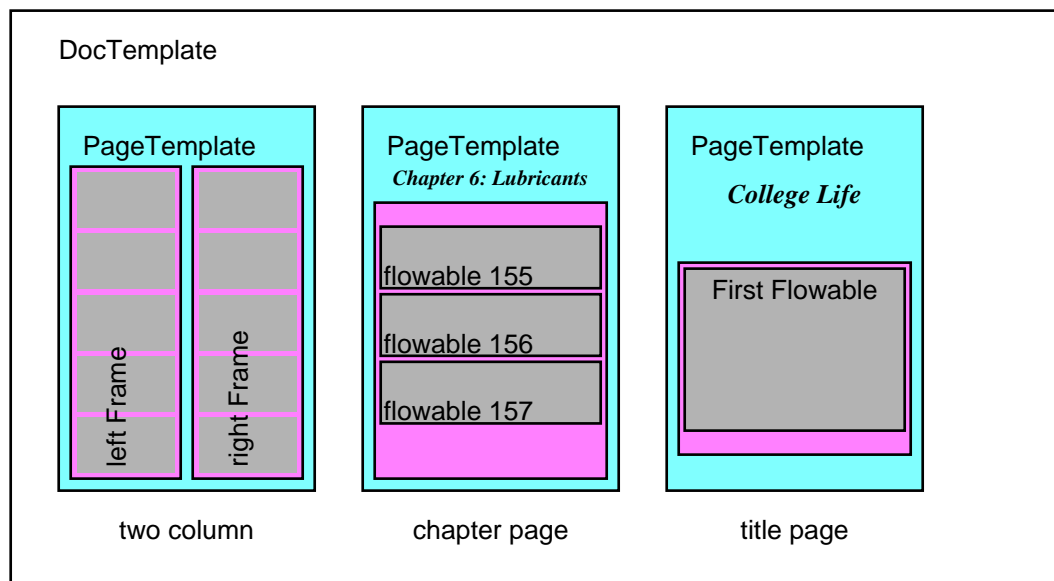 DocTemplate
PageTemplate
left Frame
right Frame
two column
PageTemplate
Chapter 6: Lubricants
flowable 155
flowable 156
flowable 157
chapter page
PageTemplate
College Life
First Flowable
title page